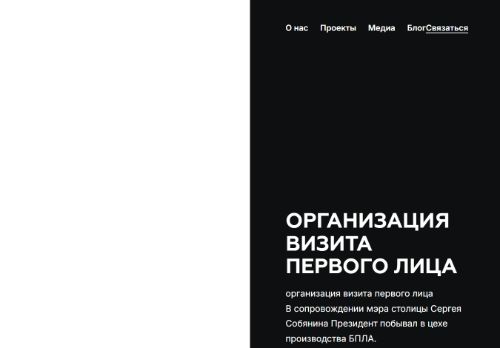 О нас Проекты Медиа Блог Связаться
ОРГАНИЗАЦИЯ
ВИЗИТА
ПЕРВОГО ЛИЦА
организация визита первого лица
В сопровождении мэра столицы Сергея
Собянина Президент побывал в цехе
производства БПЛА.